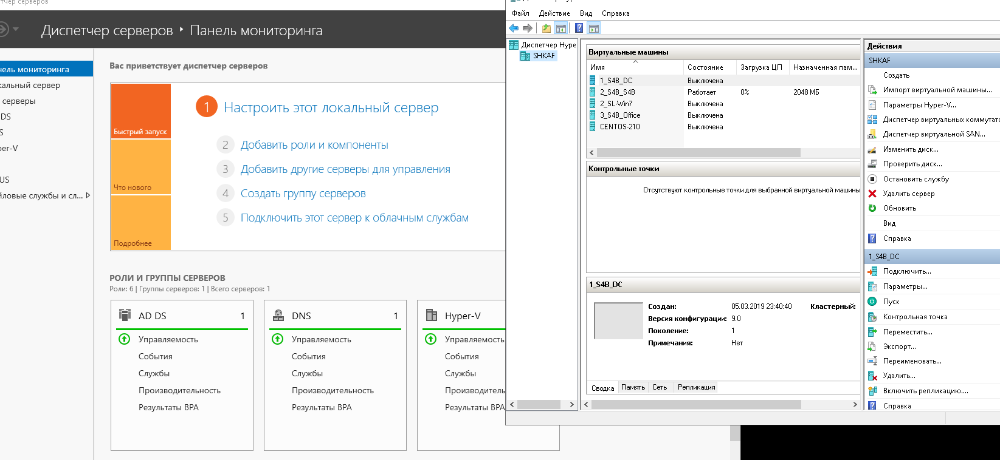 тчер серверов
Диспетчер серверов ‣ Панель мониторинга
нель мониторинга
кальный сервер
серверы
DS
S
per-V
US
йловые службы и сл...
Вас приветствует диспетчер серверов
Быстрый запуск
Что нового
Подробнее
1 Настроить этот локальный сервер
2 Добавить роли и компоненты
3 Добавить другие серверы для управления
4 Создать группу серверов
5 Подключить этот сервер к облачным службам
РОЛИ И ГРУППЫ СЕРВЕРОВ
Роли: 6 | Группы серверов: 1 | Всего серверов: 1
AD DS 1
Управляемость
События
Службы
Производительность
Результаты BPA
DNS 1
Управляемость
События
Службы
Производительность
Результаты BPA
Hyper-V
Управляемость
События
Службы
Производитель
Результаты BPA
Файл Действие Вид Справка
Диспетчер Hype
SHKAF
Виртуальные машины
Имя Состояние Загрузка ЦП Назначенная пам...
1_S4B_DC Выключена
2_S4B_S4B Работает 0% 2048 МБ
2_SL-Win7 Выключена
3_S4B_Office Выключена
CENTOS-210 Выключена
Контрольные точки
Отсутствуют контрольные точки для выбранной виртуальной машины
1_S4B_DC
Создан: 05.03.2019 23:40:40 Кластерный:
Версия конфигурации: 9.0
Поколение: 1
Примечания: Нет
Сводка Память Сеть Репликация
Действия
SHKAF
Создать
Импорт виртуальной машины...
Параметры Hyper-V...
Диспетчер виртуальных коммутато
Диспетчер виртуальной SAN...
Изменить диск...
Проверить диск...
Остановить службу
Удалить сервер
Обновить
Вид
Справка
1_S4B_DC
Подключить...
Параметры...
Пуск
Контрольная точка
Переместить...
Экспорт...
Переименовать...
Удалить...
Включить репликацию....
Справка